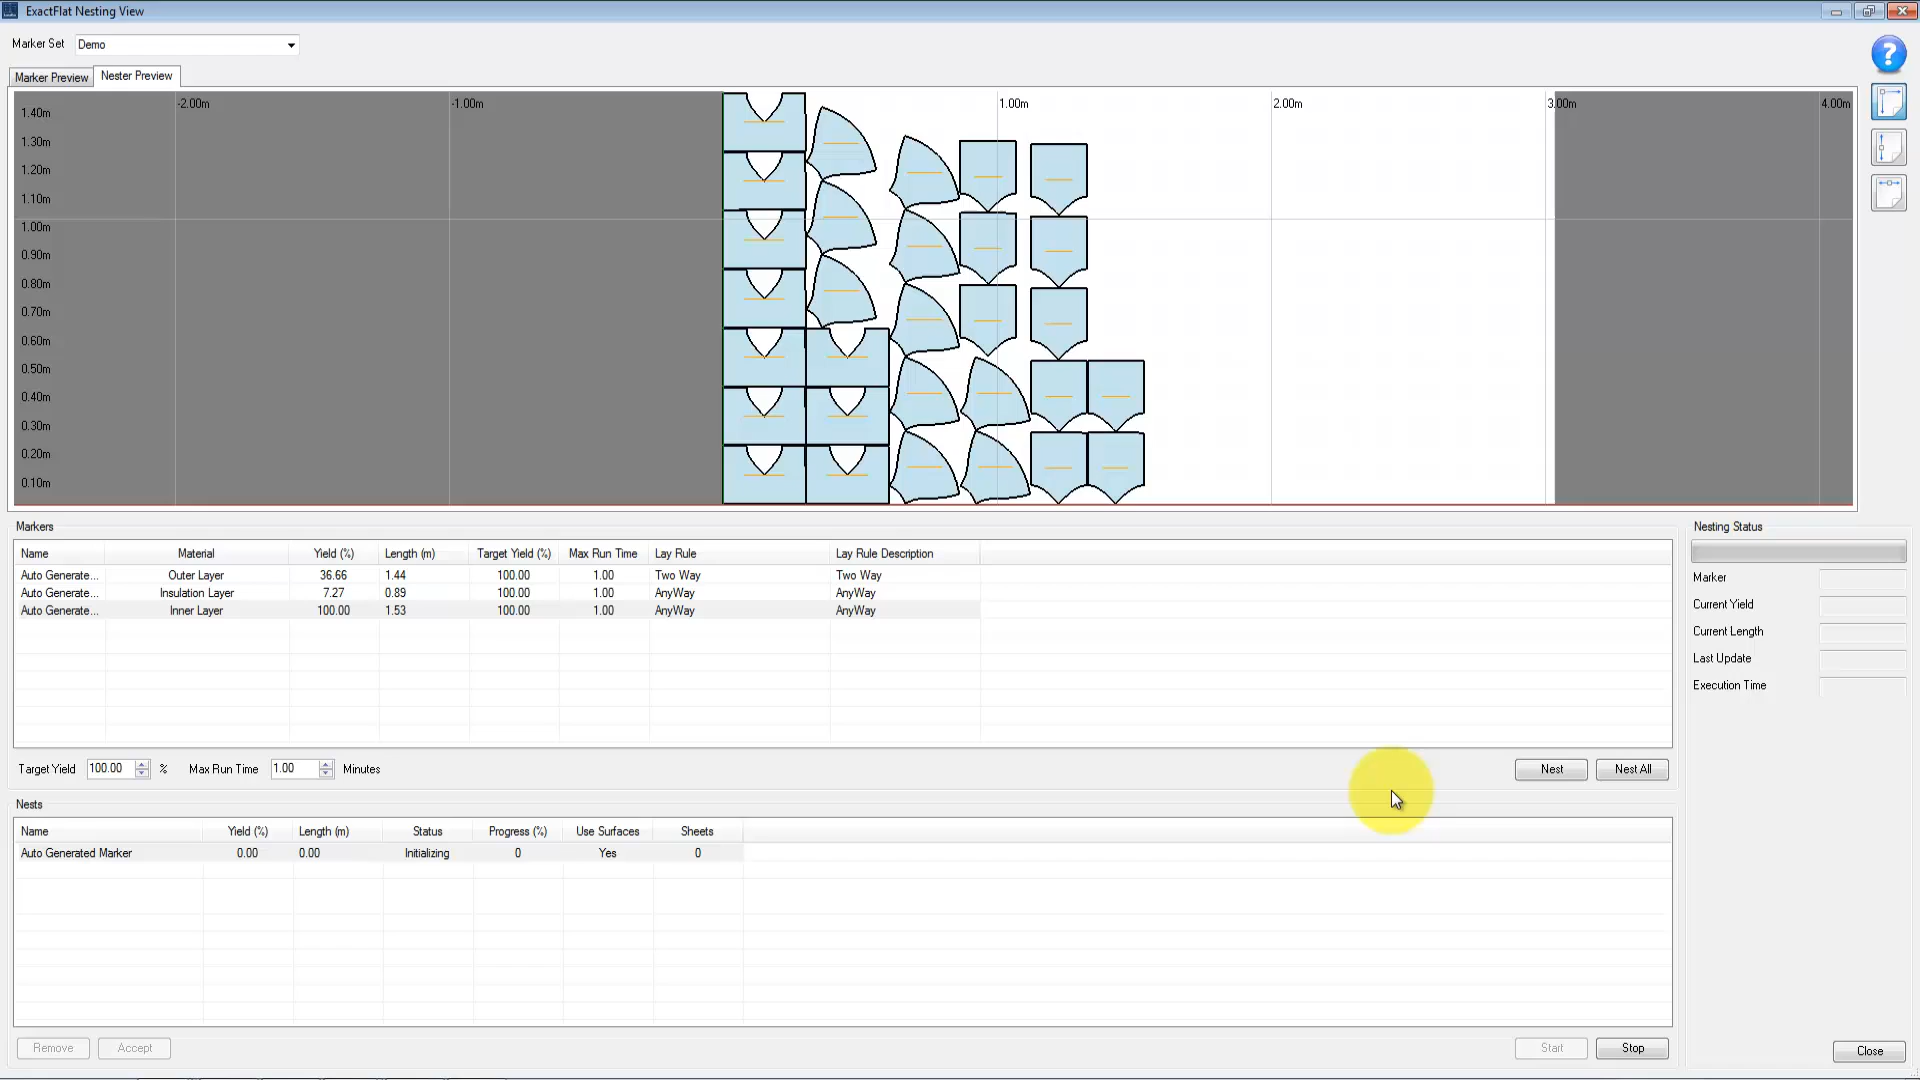 ExactFlat Nesting View
Marker Set Demo
Marker Preview Nester Preview
-2.00m -1.00m 1.00m 2.00m 3.00m 4.00m
1.40m
1.30m
1.20m
1.10m
1.00m
0.90m
0.80m
0.70m
0.60m
0.50m
0.40m
0.30m
0.20m
0.10m
Markers
Name Material Yield (%) Length (m) Target Yield (%) Max Run Time Lay Rule Lay Rule Description
Auto Generate... Outer Layer 36.66 1.44 100.00 1.00 Two Way Two Way
Auto Generate... Insulation Layer 7.27 0.89 100.00 1.00 AnyWay AnyWay
Auto Generate... Inner Layer 100.00 1.53 100.00 1.00 AnyWay AnyWay
Target Yield 100.00 % Max Run Time 1.00 Minutes Nest Nest All
Nests
Name Yield (%) Length (m) Status Progress (%) Use Surfaces Sheets
Auto Generated Marker 0.00 0.00 Initializing 0 Yes 0
Remove Accept Start Stop
Nesting Status
Marker
Current Yield
Current Length
Last Update
Execution Time
Close